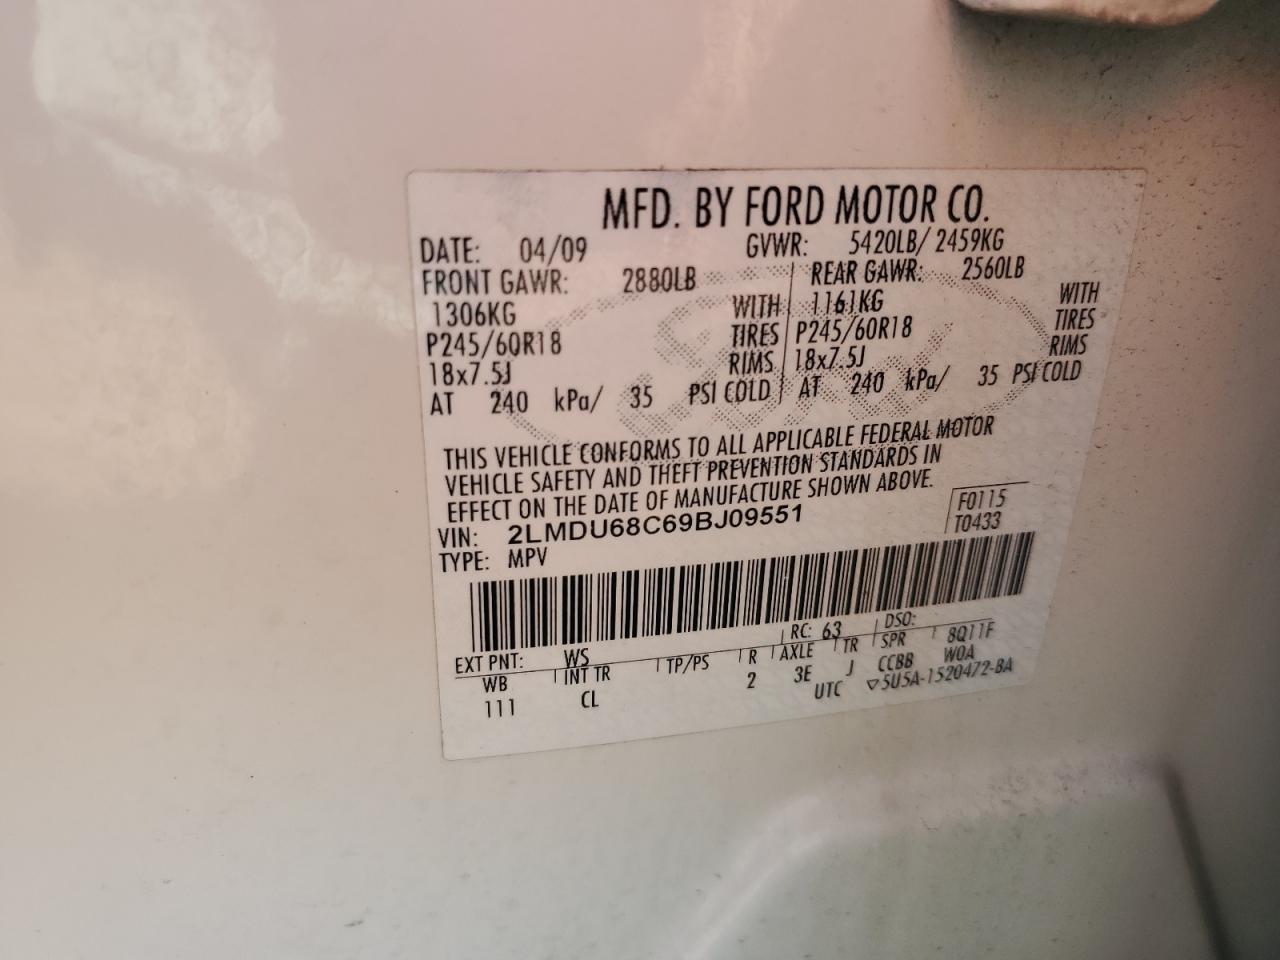 MFD. BY FORD MOTOR CO.
DATE: 04/09 GVWR: 5420LB/ 2459KG
FRONT GAWR: 2880LB REAR GAWR: 2560LB
1306KG WITH 1161KG WITH
P245/60R18 TIRES P245/60R18 TIRES
18x7.5J RIMS 18x7.5J RIMS
AT 240 kPa/ 35 PSI COLD AT 240 kPa/ 35 PSI COLD
THIS VEHICLE CONFORMS TO ALL APPLICABLE FEDERAL MOTOR
VEHICLE SAFETY AND THEFT PREVENTION STANDARDS IN
EFFECT ON THE DATE OF MANUFACTURE SHOWN ABOVE.
VIN: 2LMDU68C69BJ09551 F0115
TYPE: MPV T0433
EXT PNT: WS RC: 63 DSO:
WB INT TR TP/PS R AXLE TR SPR 8Q11F
111 CL 2 3E J CCBB W0A
UTC ▽5U5A-1520472-BA